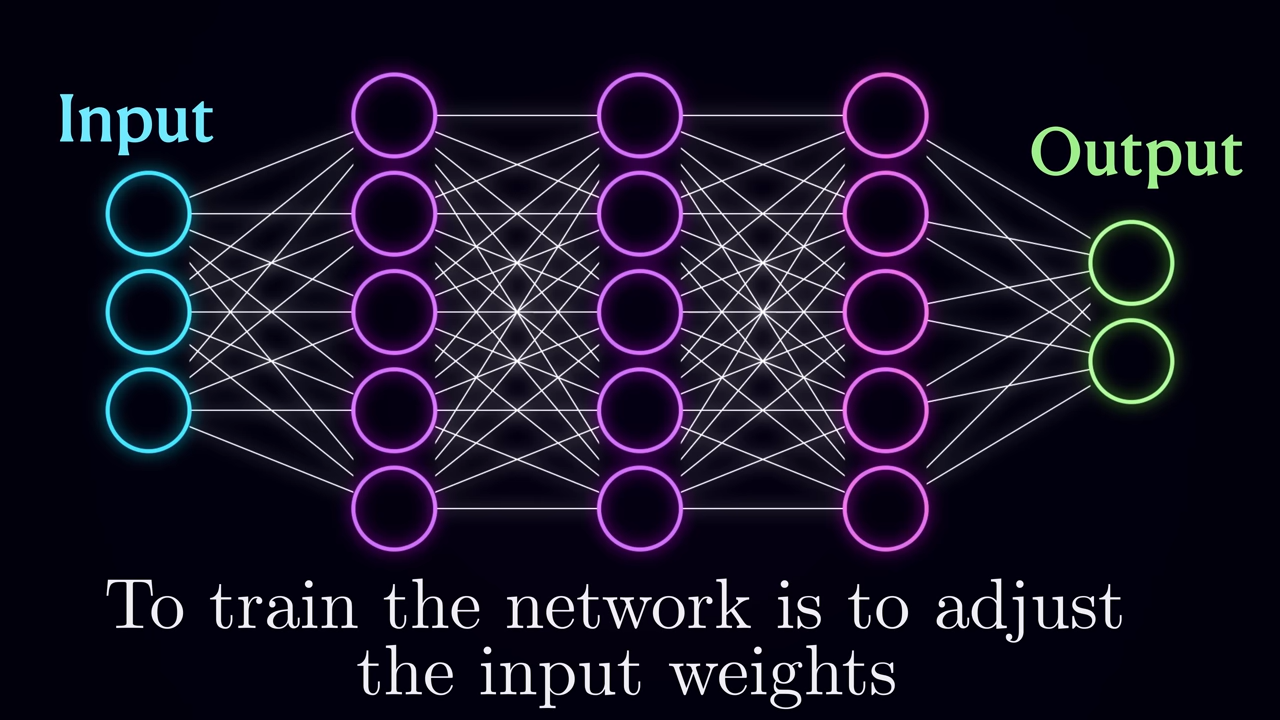 Input
Output
To train the network is to adjust
the input weights